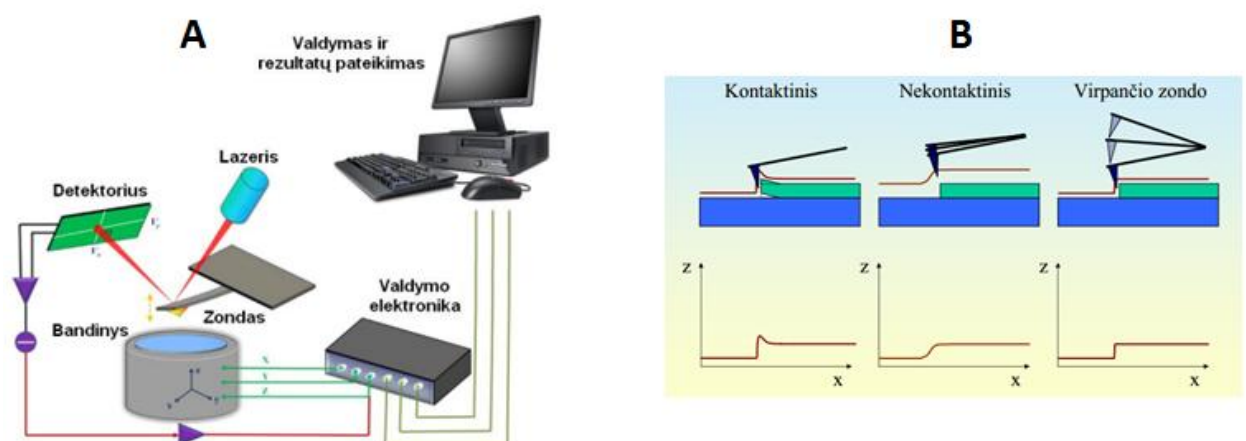 A
Valdymas ir
rezultatų pateikimas
Lazeris
Detektorius
Valdymo
elektronika
Bandinys
Zondas
B
Kontaktinis
Nekontaktinis
Virpančio zondo
Z
Z
Z
X
X
X